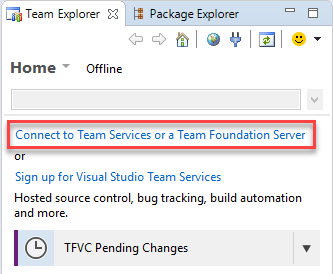 Team Explorer
Package Explorer
Home Offline
Connect to Team Services or a Team Foundation Server
or
Sign up for Visual Studio Team Services
Hosted source control, bug tracking, build automation
and more.
TFVC Pending Changes